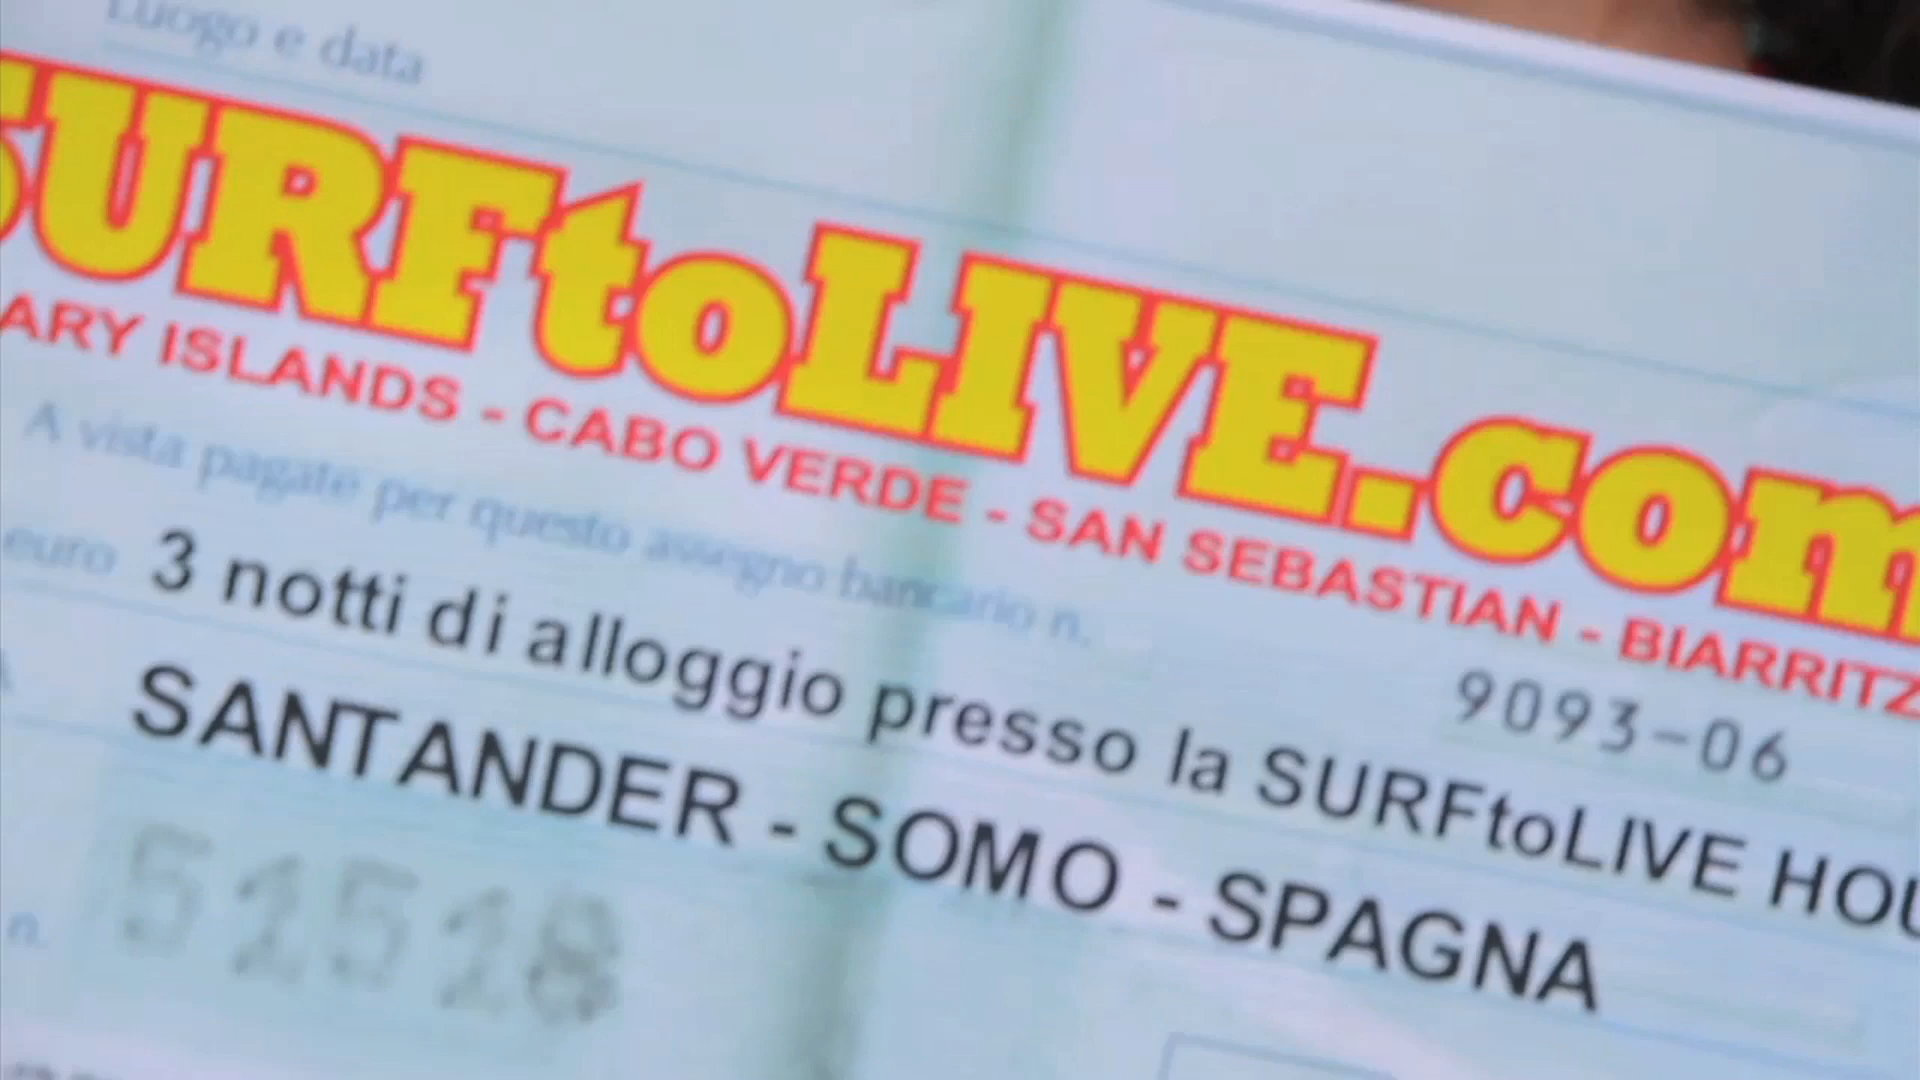 Luogo e data
SURFtoLIVE.com
ARY ISLANDS - CABO VERDE - SAN SEBASTIAN - BIARRITZ
A vista pagate per questo assegno bancario n.
9093-06
euro 3 notti di alloggio presso la SURFtoLIVE HOU
SANTANDER - SOMO - SPAGNA
n. 51518